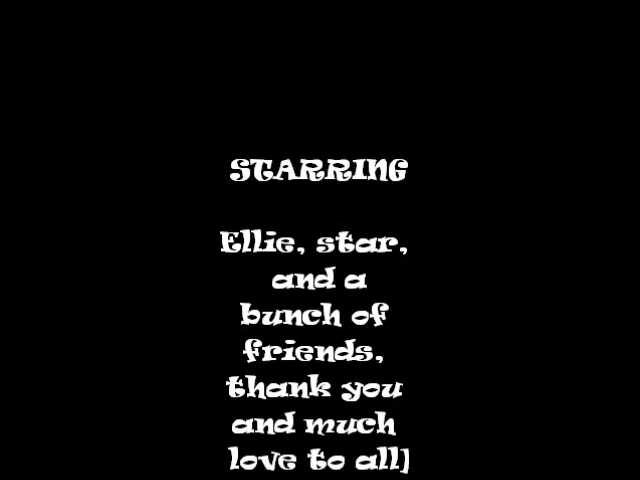 STARRING
Ellie, star,
and a
bunch of
friends,
thank you
and much
love to all]